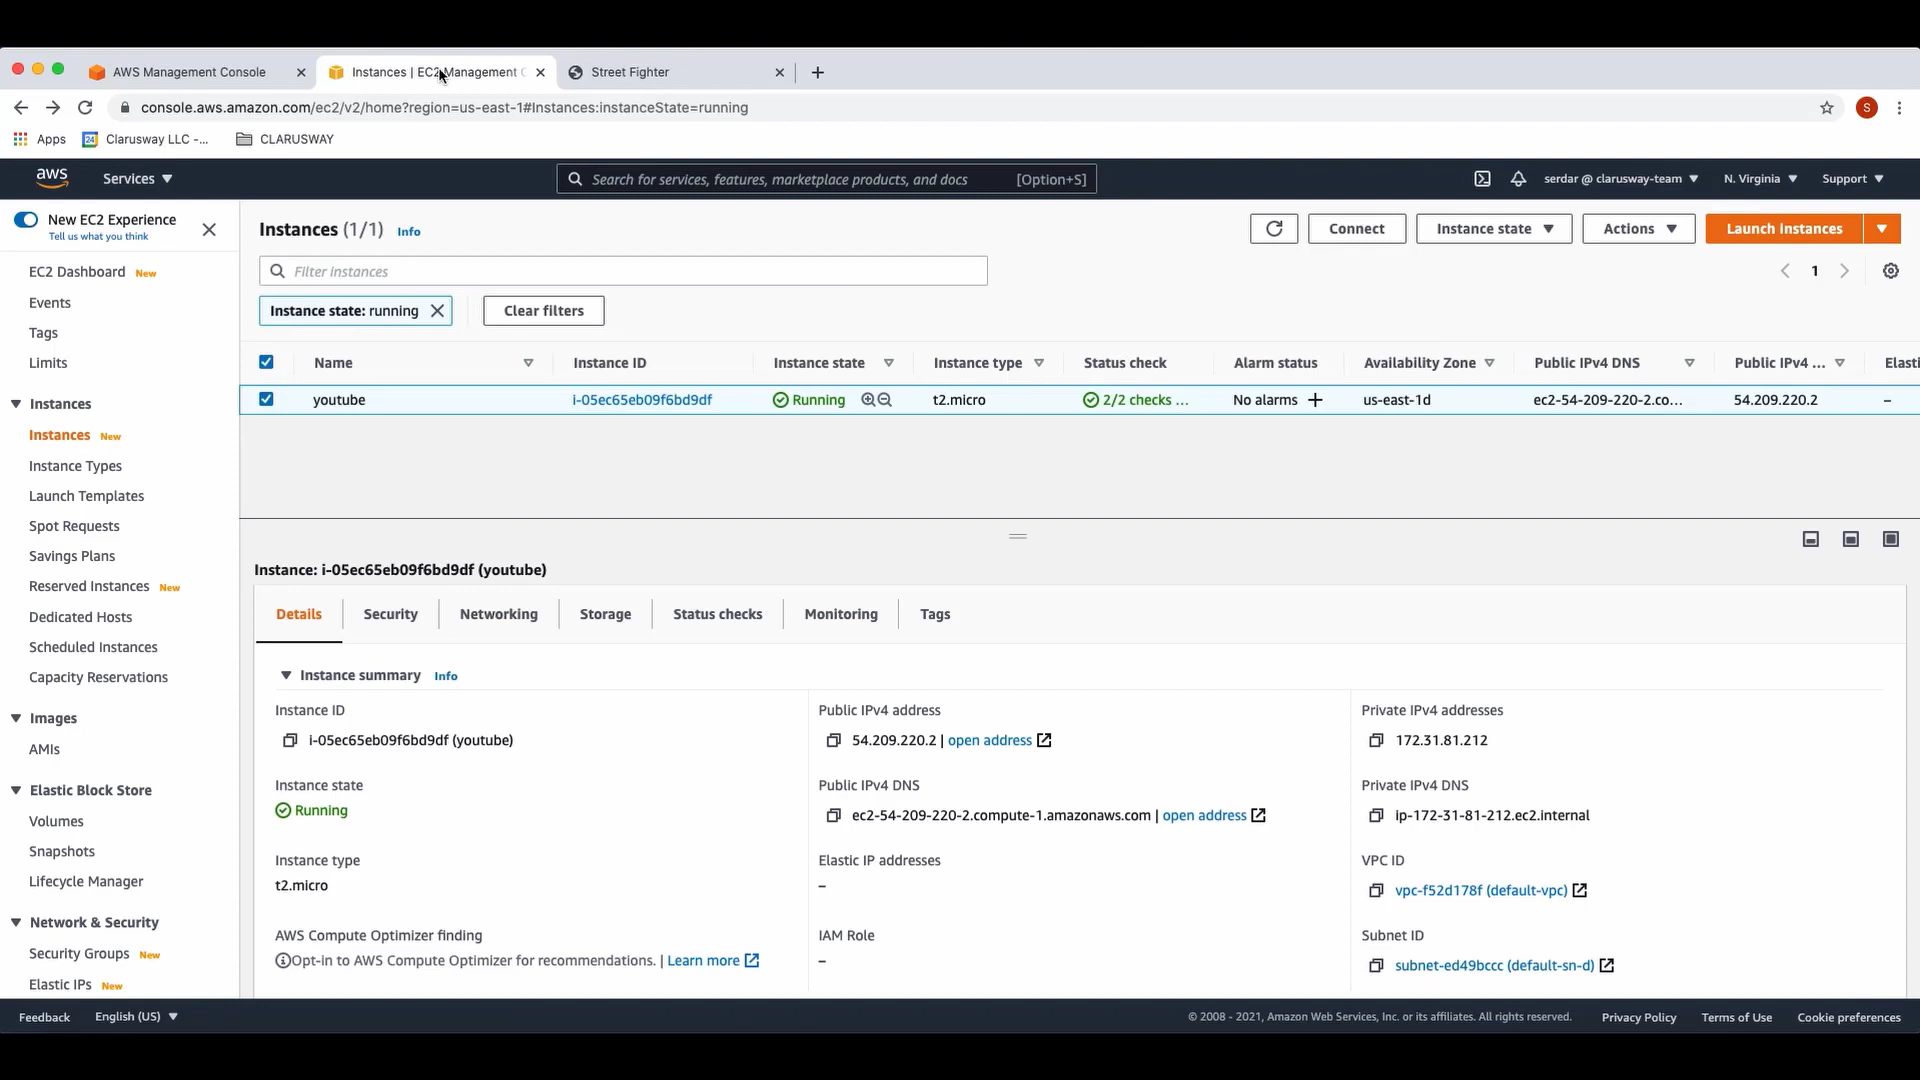 AWS Management Console
Instances | EC2 Management C
Street Fighter
console.aws.amazon.com/ec2/v2/home?region=us-east-1#Instances:instanceState=running
S
Apps
24
Clarusway LLC -...
CLARUSWAY
aws
Services
Search for services, features, marketplace products, and docs
[Option+S]
serdar @ clarusway-team
N. Virginia
Support
New EC2 Experience
Tell us what you think
EC2 Dashboard New
Events
Tags
Limits
Instances
Instances New
Instance Types
Launch Templates
Spot Requests
Savings Plans
Reserved Instances New
Dedicated Hosts
Scheduled Instances
Capacity Reservations
Images
AMIs
Elastic Block Store
Volumes
Snapshots
Lifecycle Manager
Network & Security
Security Groups New
Elastic IPs New
Instances (1/1) Info
Connect
Instance state
Actions
Launch instances
Filter instances
1
Instance state: running
Clear filters
Name
Instance ID
Instance state
Instance type
Status check
Alarm status
Availability Zone
Public IPv4 DNS
Public IPv4 ...
Elasti
youtube
i-05ec65eb09f6bd9df
Running
t2.micro
2/2 checks ...
No alarms
us-east-1d
ec2-54-209-220-2.co...
54.209.220.2
–
Instance: i-05ec65eb09f6bd9df (youtube)
Details
Security
Networking
Storage
Status checks
Monitoring
Tags
Instance summary Info
Instance ID
i-05ec65eb09f6bd9df (youtube)
Public IPv4 address
54.209.220.2 | open address
Private IPv4 addresses
172.31.81.212
Instance state
Running
Public IPv4 DNS
ec2-54-209-220-2.compute-1.amazonaws.com | open address
Private IPv4 DNS
ip-172-31-81-212.ec2.internal
Instance type
t2.micro
Elastic IP addresses
–
VPC ID
vpc-f52d178f (default-vpc)
AWS Compute Optimizer finding
Opt-in to AWS Compute Optimizer for recommendations. | Learn more
IAM Role
–
Subnet ID
subnet-ed49bccc (default-sn-d)
Feedback
English (US)
© 2008 - 2021, Amazon Web Services, Inc. or its affiliates. All rights reserved.
Privacy Policy
Terms of Use
Cookie preferences